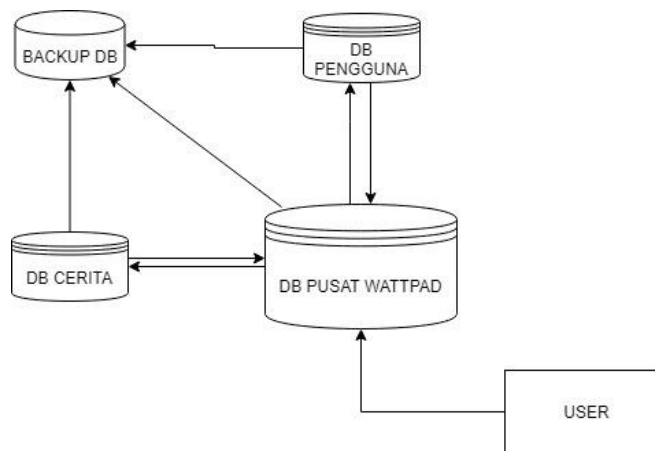 BACKUP DB
DB
PENGGUNA
DB CERITA
DB PUSAT WATTPAD
USER